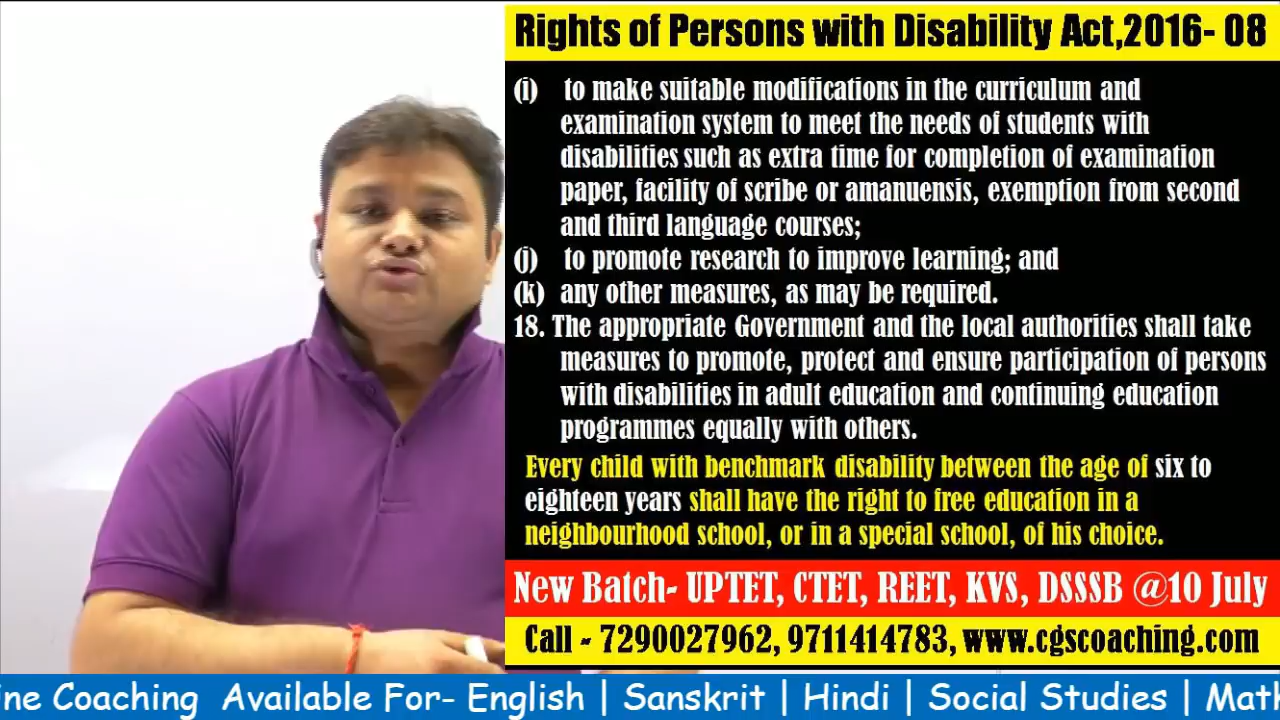 Rights of Persons with Disability Act,2016- 08
(i) to make suitable modifications in the curriculum and
examination system to meet the needs of students with
disabilities such as extra time for completion of examination
paper, facility of scribe or amanuensis, exemption from second
and third language courses;
(j) to promote research to improve learning; and
(k) any other measures, as may be required.
18. The appropriate Government and the local authorities shall take
measures to promote, protect and ensure participation of persons
with disabilities in adult education and continuing education
programmes equally with others.
Every child with benchmark disability between the age of six to
eighteen years shall have the right to free education in a
neighbourhood school, or in a special school, of his choice.
New Batch- UPTET, CTET, REET, KVS, DSSSB @10 July
Call - 7290027962, 9711414783, www.cgscoaching.com
ine Coaching Available For- English | Sanskrit | Hindi | Social Studies | Mat